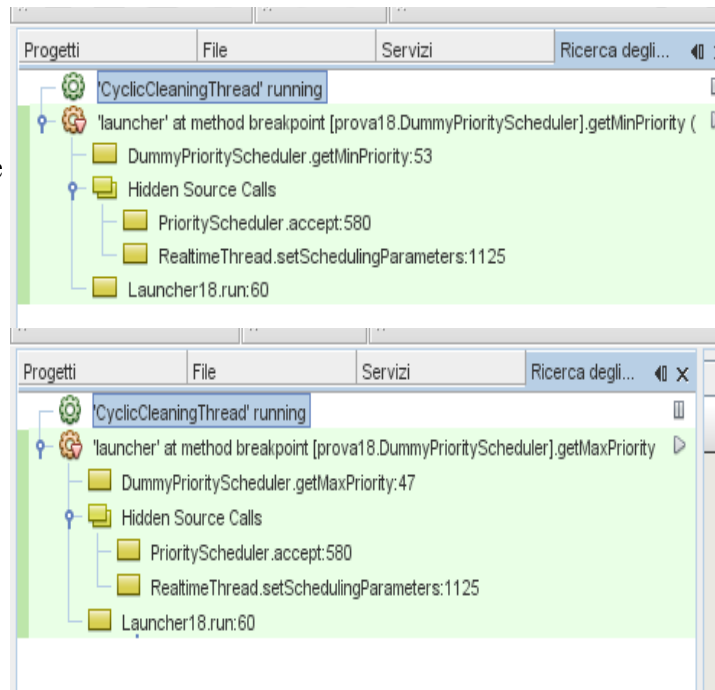 Progetti File Servizi Ricerca degli...
'CyclicCleaningThread' running
'launcher' at method breakpoint [prova18.DummyPriorityScheduler].getMinPriority (
e
DummyPriorityScheduler.getMinPriority:53
Hidden Source Calls
PriorityScheduler.accept:580
RealtimeThread.setSchedulingParameters:1125
Launcher18.run:60
Progetti File Servizi Ricerca degli...
'CyclicCleaningThread' running
'launcher' at method breakpoint [prova18.DummyPriorityScheduler].getMaxPriority
DummyPriorityScheduler.getMaxPriority:47
Hidden Source Calls
PriorityScheduler.accept:580
RealtimeThread.setSchedulingParameters:1125
Launcher18.run:60